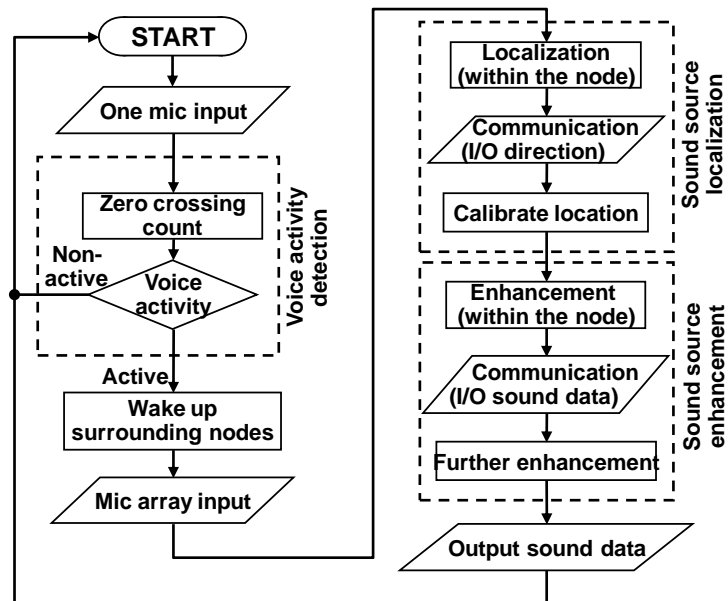 START
One mic input
Zero crossing
count
Non-
active
Voice
activity
Voice activity
detection
Active
Wake up
surrounding nodes
Mic array input
Localization
(within the node)
Communication
(I/O direction)
Calibrate location
Sound source
localization
Enhancement
(within the node)
Communication
(I/O sound data)
Further enhancement
Sound source
enhancement
Output sound data